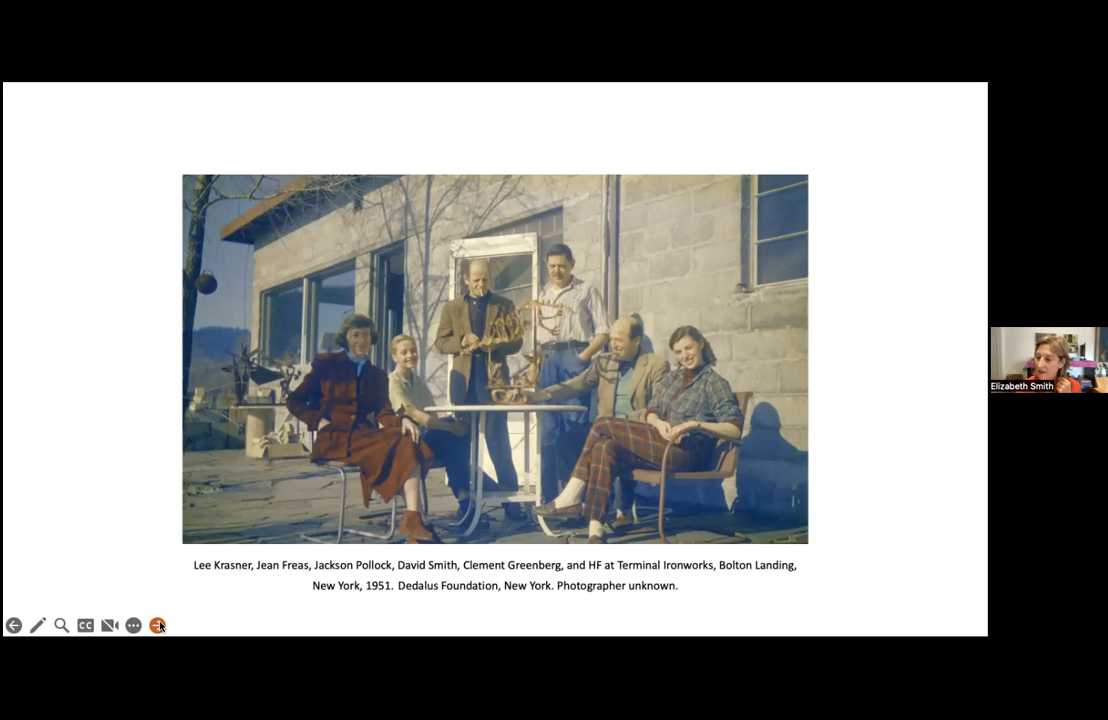 Lee Krasner, Jean Freas, Jackson Pollock, David Smith, Clement Greenberg, and HF at Terminal Ironworks, Bolton Landing,
New York, 1951. Dedalus Foundation, New York. Photographer unknown.
CC
Elizabeth Smith